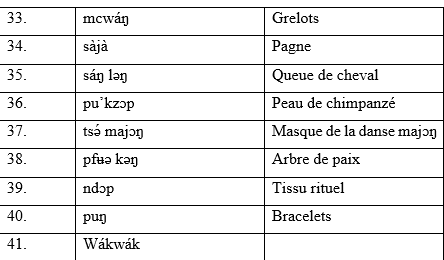 33. mcwáŋ Grelots
34. sàjà Pagne
35. sáŋ ləŋ Queue de cheval
36. pu’kzɔp Peau de chimpanzé
37. tsə́ majɔŋ Masque de la danse majɔŋ
38. pfʉə kəŋ Arbre de paix
39. ndɔp Tissu rituel
40. puŋ Bracelets
41. Wákwák